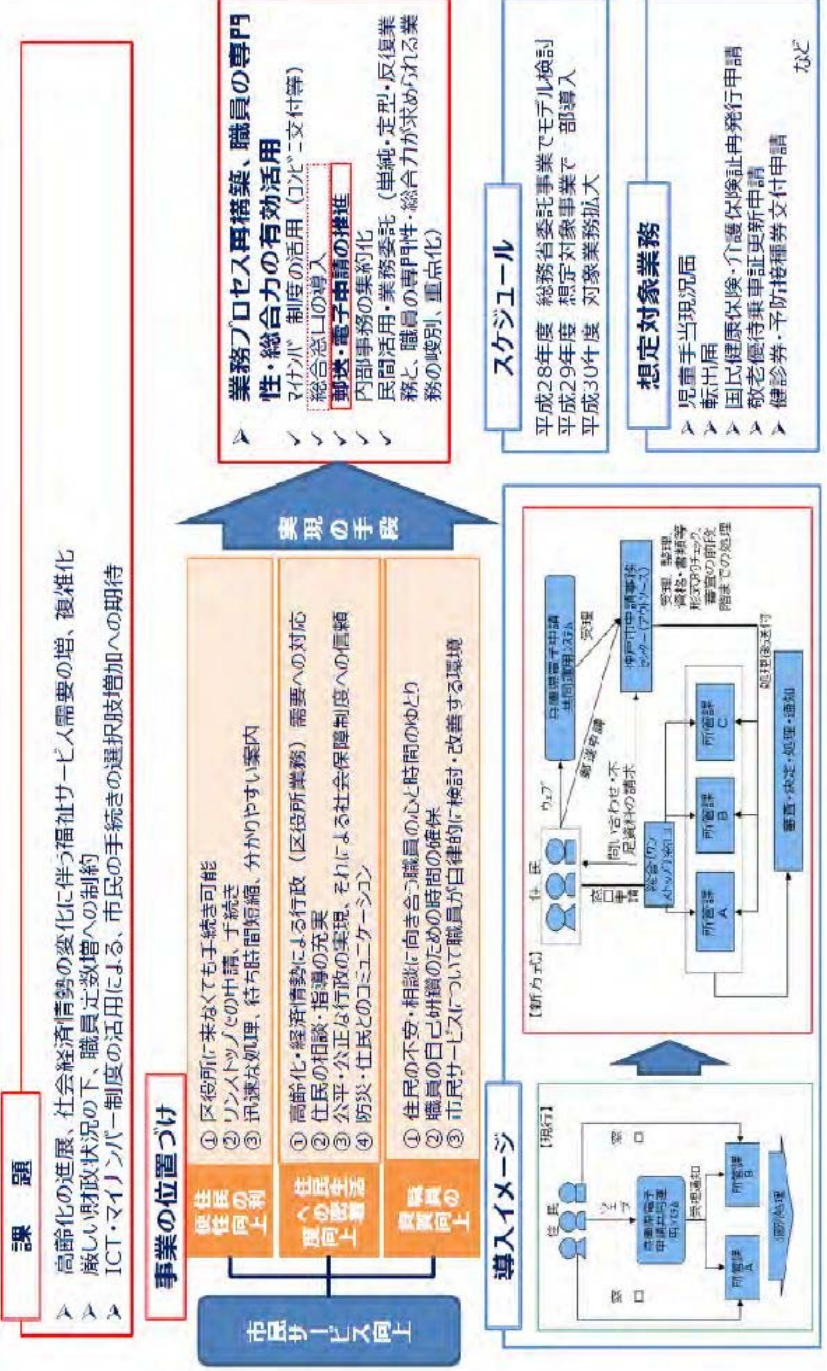 課題
➢ 高齢化の進展、社会経済情勢の変化に伴う福祉サービス需要の増、複雑化
➢ 厳しい財政状況の下、職員定数増への制約
➢ ICT・マイナンバー制度の活用による、市民の手続きの選択肢増加への期待
事業の位置づけ
市民サービス向上
住民の利便性向上
① 区役所に来なくても手続き可能
② ワンストップでの申請、手続き
③ 迅速な処理、待ち時間短縮、分かりやすい案内
住民生活への影響度向上
① 高齢化・経済情勢による行政(区役所業務)需要への対応
② 住民の相談・指導の充実
③ 公平・公正な行政の実現、それによる社会保障制度への信頼
④ 防災・住民とのコミュニケーション
職員の資質向上
① 住民の不安・相談に向き合う職員の心と時間のゆとり
② 職員の自己研鑽のための時間の確保
③ 市民サービスについて職員が自律的に検討・改善する環境
実現の手段
➢ 業務プロセス再構築、職員の専門
性・総合力の有効活用
✓ マイナンバー制度の活用(コンビニ交付等)
✓ 総合窓口の導入
✓ 郵送・電子申請の推進
✓ 内部事務の集約化
✓ 民間活用・業務委託(単純・定型・反復業
務と、職員の専門性・総合力が求められる業
務の峻別、重点化)
導入イメージ
【現行】
住民
窓口
ウェブ
窓口
兵庫県電子
申請共同運
用システム
受理通知
所管課
A
所管課
B
個別処理
【新方式】
住民
ウェブ
兵庫県電子申請
共同運用システム
郵送申請
受理
問い合わせ・不
足資料の請求
窓口申請
神戸市申請事務
センター(アウトソース)
受理、整理、
資格・書類等
形式的チェック、
審査の前段
階までの処理
総合(ワン
ストップ)窓口
所管課
A
所管課
B
所管課
C
処理後送付
審査・決定・処理・通知
スケジュール
平成28年度 総務省委託事業でモデル検討
平成29年度 想定対象事業で一部導入
平成30年度 対象業務拡大
想定対象業務
➢ 児童手当現況届
➢ 転出届
➢ 国民健康保険・介護保険証再発行申請
➢ 敬老優待乗車証更新申請
➢ 健診券・予防接種券交付申請
など